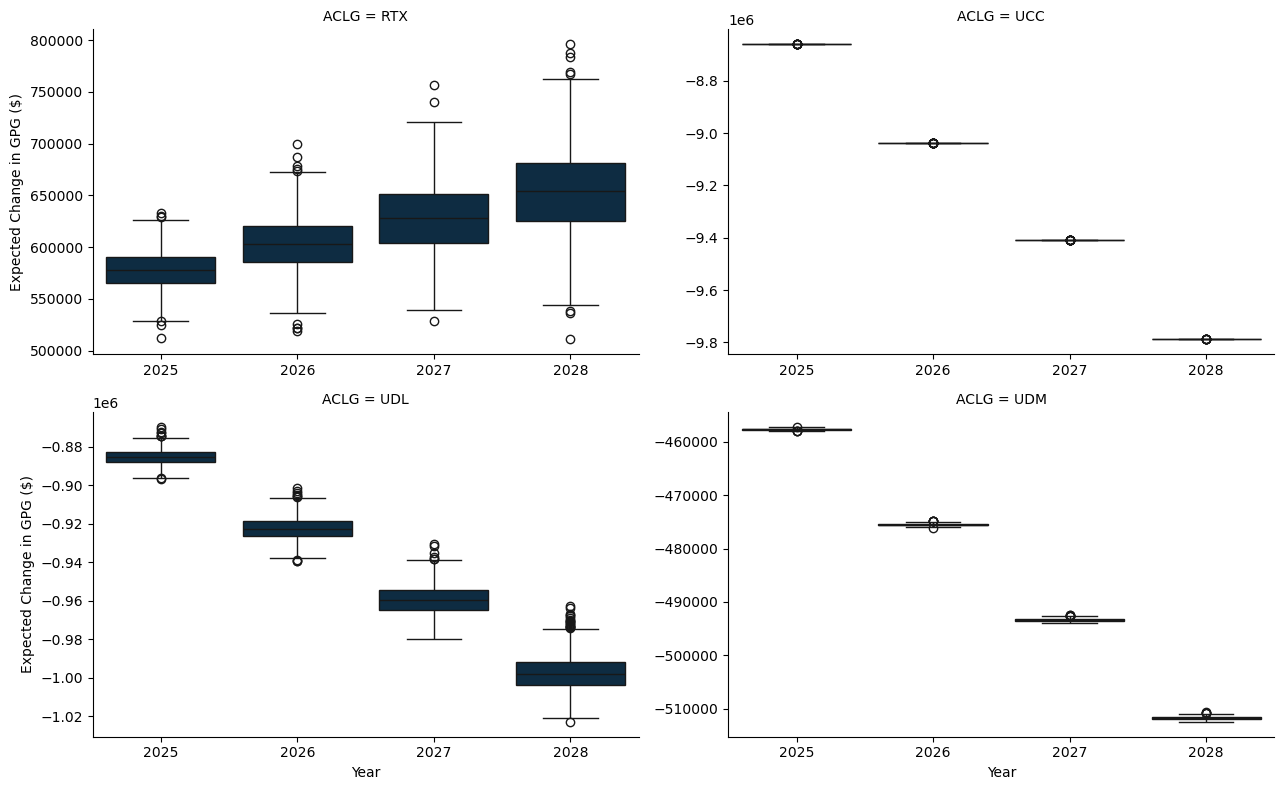 ACLG = RTX
Expected Change in GPG ($)
800000
750000
700000
650000
600000
550000
500000
2025 2026 2027 2028
ACLG = UCC
1e6
−8.8
−9.0
−9.2
−9.4
−9.6
−9.8
2025 2026 2027 2028
ACLG = UDL
1e6
Expected Change in GPG ($)
−0.88
−0.90
−0.92
−0.94
−0.96
−0.98
−1.00
−1.02
2025 2026 2027 2028
Year
ACLG = UDM
−460000
−470000
−480000
−490000
−500000
−510000
2025 2026 2027 2028
Year